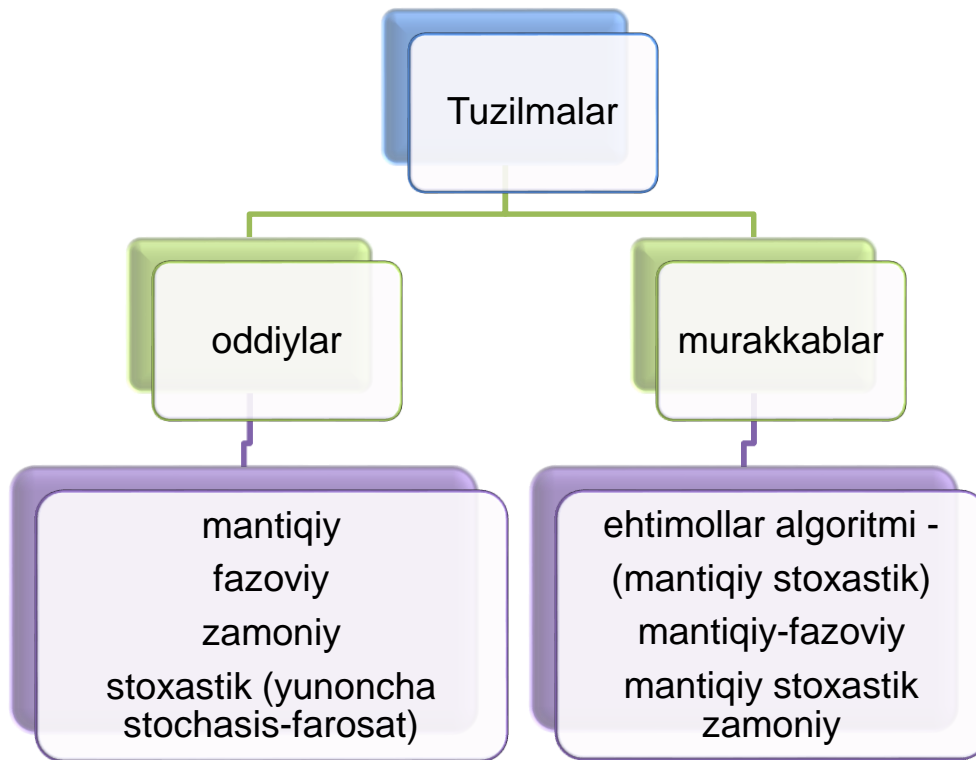 Tuzilmalar
oddiylar
murakkablar
mantiqiy
fazoviy
zamoniy
stoxastik (yunoncha
stochasis-farosat)
ehtimollar algoritmi -
(mantiqiy stoxastik)
mantiqiy-fazoviy
mantiqiy stoxastik
zamoniy